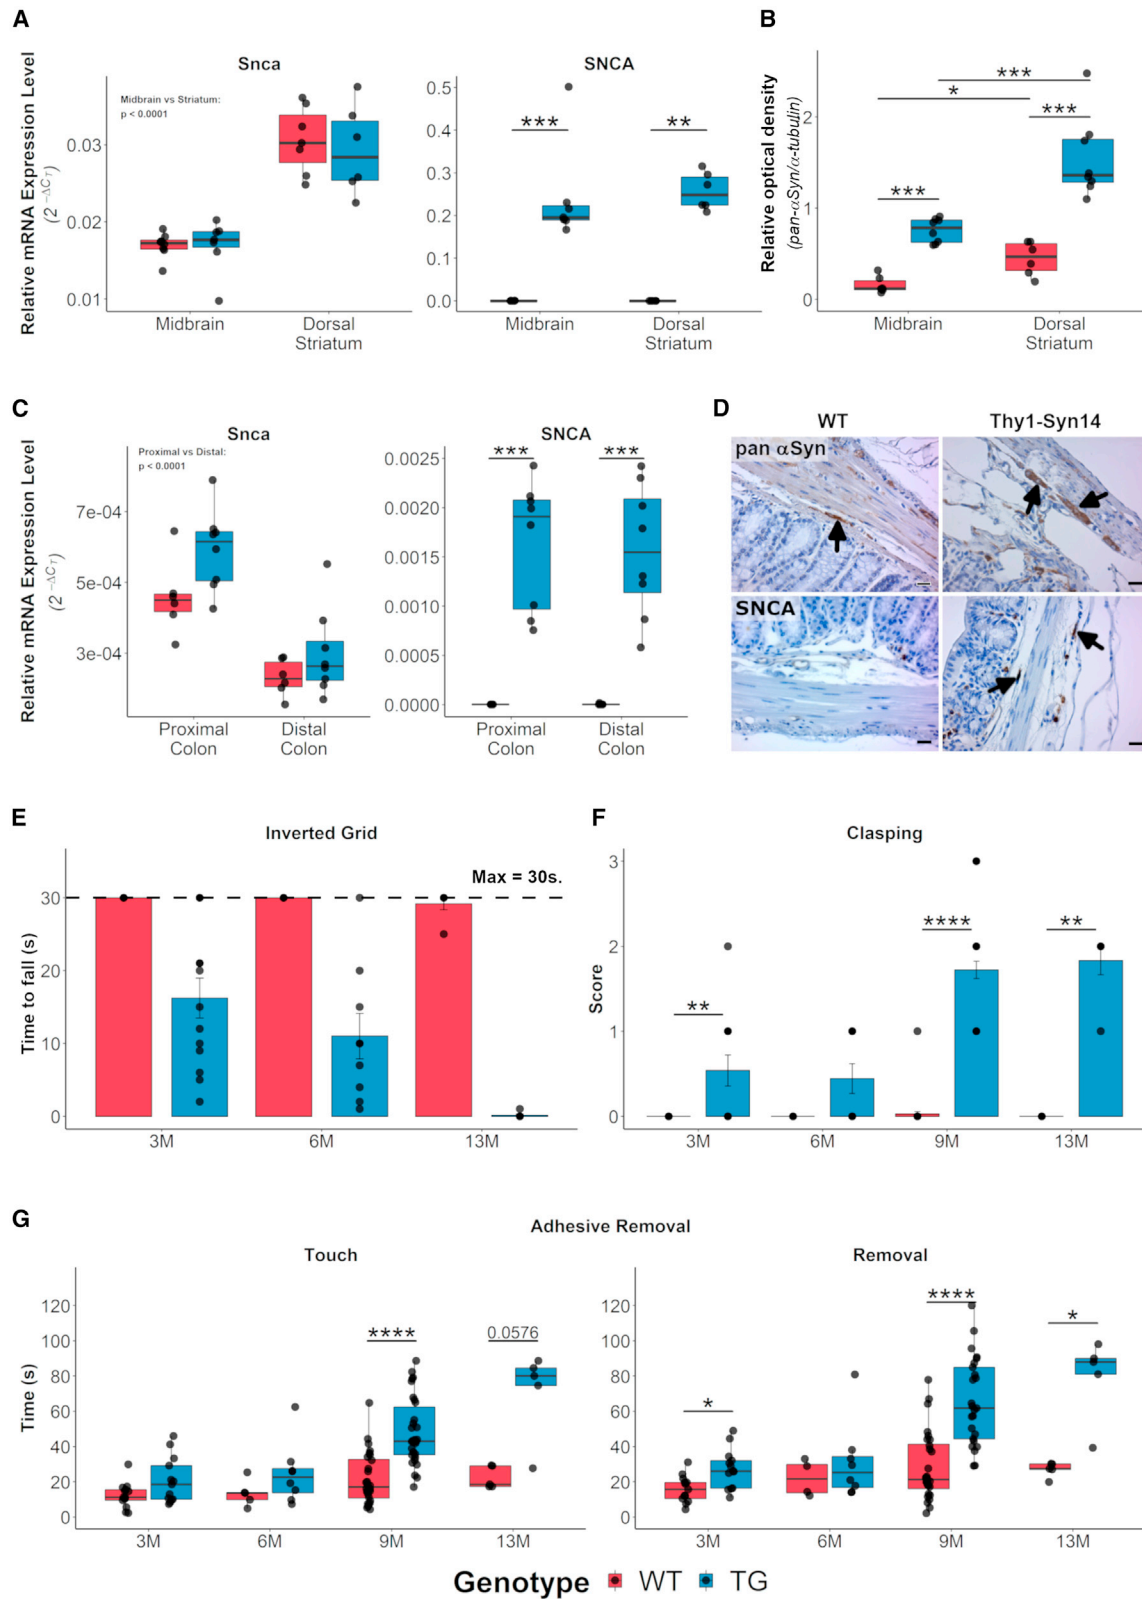 A
Snca
SNCA
Relative mRNA Expression Level
(2 -ΔCT)
Midbrain vs Striatum:
p < 0.0001
0.03
0.02
0.01
Midbrain
Dorsal
Striatum
0.5
0.4
0.3
0.2
0.1
0.0
***
**
Midbrain
Dorsal
Striatum
B
Relative optical density
(pan-αSyn/α-tubulin)
2
1
0
***
*
***
***
Midbrain
Dorsal
Striatum
C
Snca
SNCA
Relative mRNA Expression Level
(2 -ΔCT)
Proximal vs Distal:
p < 0.0001
7e-04
5e-04
3e-04
Proximal
Colon
Distal
Colon
0.0025
0.0020
0.0015
0.0010
0.0005
0.0000
***
***
Proximal
Colon
Distal
Colon
D
WT
Thy1-Syn14
pan αSyn
SNCA
E
Inverted Grid
Max = 30s.
Time to fall (s)
30
20
10
0
3M
6M
13M
F
Clasping
Score
3
2
1
0
**
****
**
3M
6M
9M
13M
G
Adhesive Removal
Touch
Removal
Time (s)
120
100
80
60
40
20
0
****
0.0576
3M
6M
9M
13M
120
100
80
60
40
20
0
*
****
*
3M
6M
9M
13M
Genotype WT TG